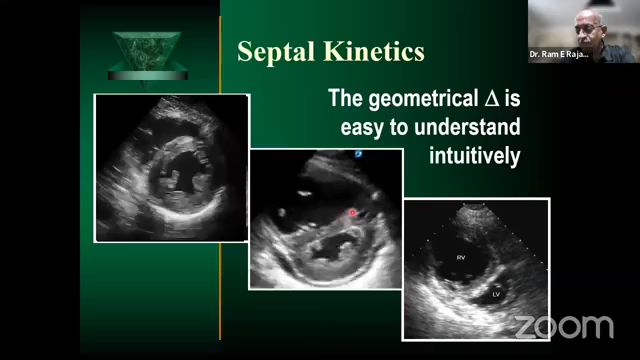 Septal Kinetics
Dr. Ram E Raja...
The geometrical Δ is
easy to understand
intuitively
RV
LV
zoom